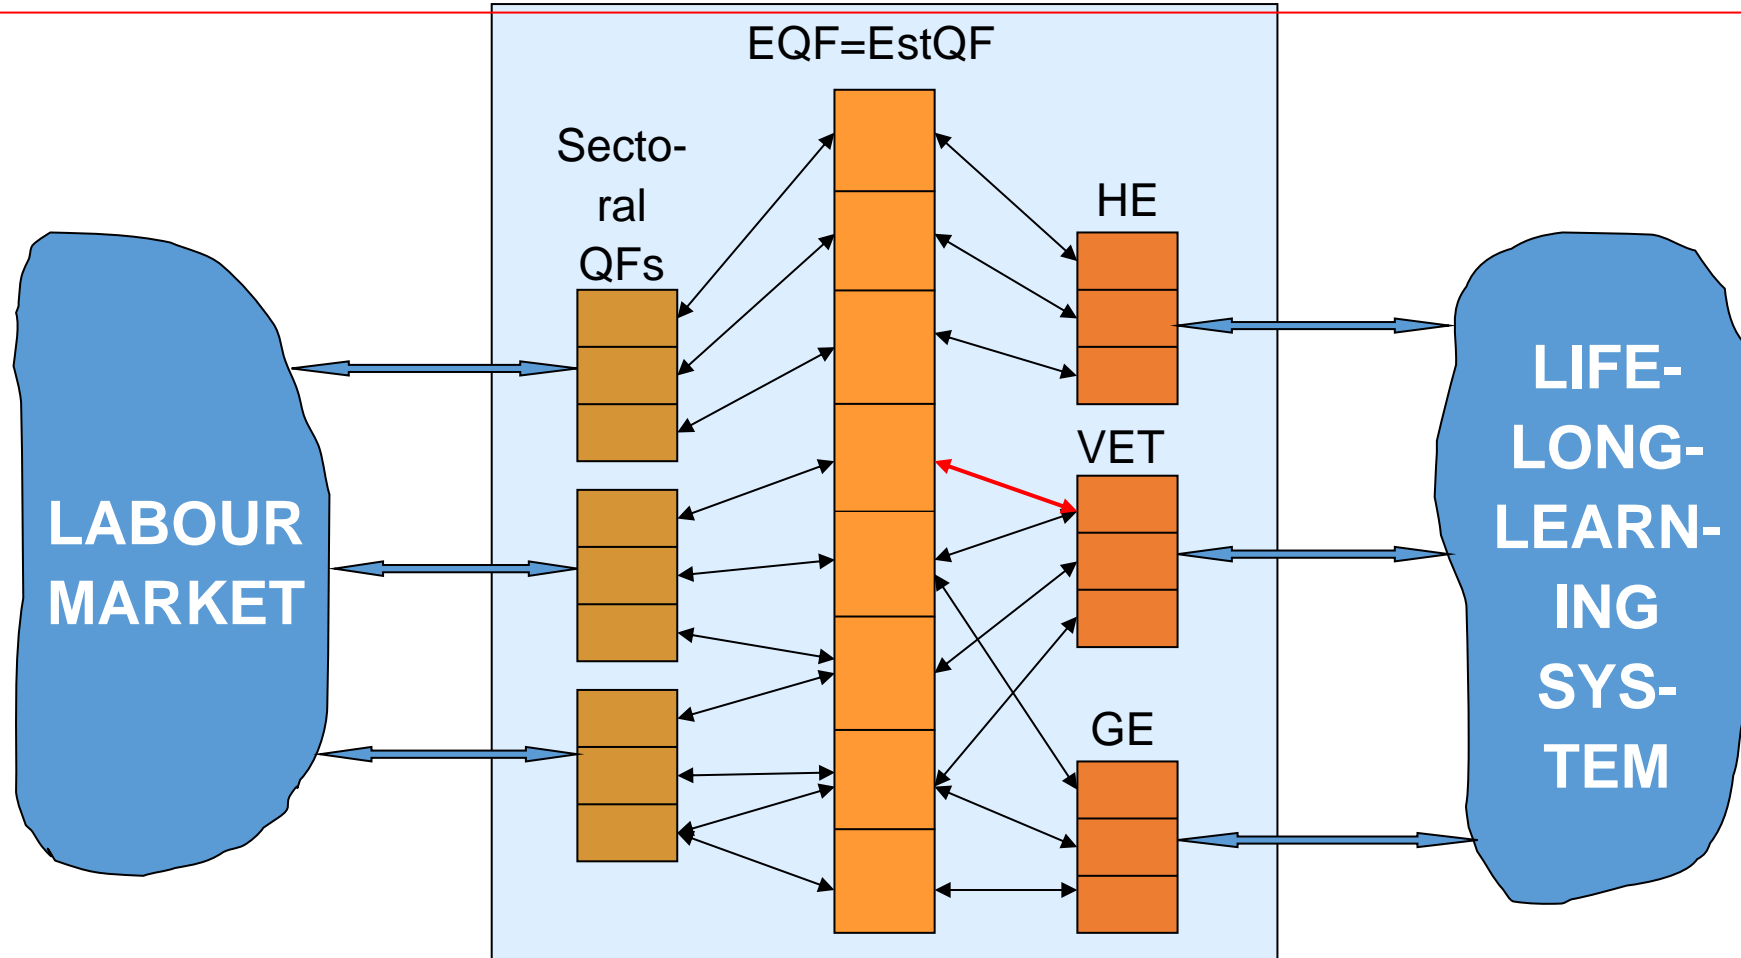 EQF=EstQF
Secto-
ral
QFs
HE
VET
GE
LABOUR
MARKET
LIFE-
LONG-
LEARN-
ING
SYS-
TEM